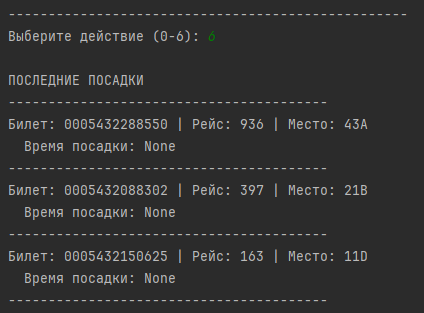 --------------------------------------------------
Выберите действие (0-6): 6
ПОСЛЕДНИЕ ПОСАДКИ
----------------------------------------
Билет: 0005432288550 | Рейс: 936 | Место: 43A
Время посадки: None
----------------------------------------
Билет: 0005432088302 | Рейс: 397 | Место: 21B
Время посадки: None
----------------------------------------
Билет: 0005432150625 | Рейс: 163 | Место: 11D
Время посадки: None
----------------------------------------